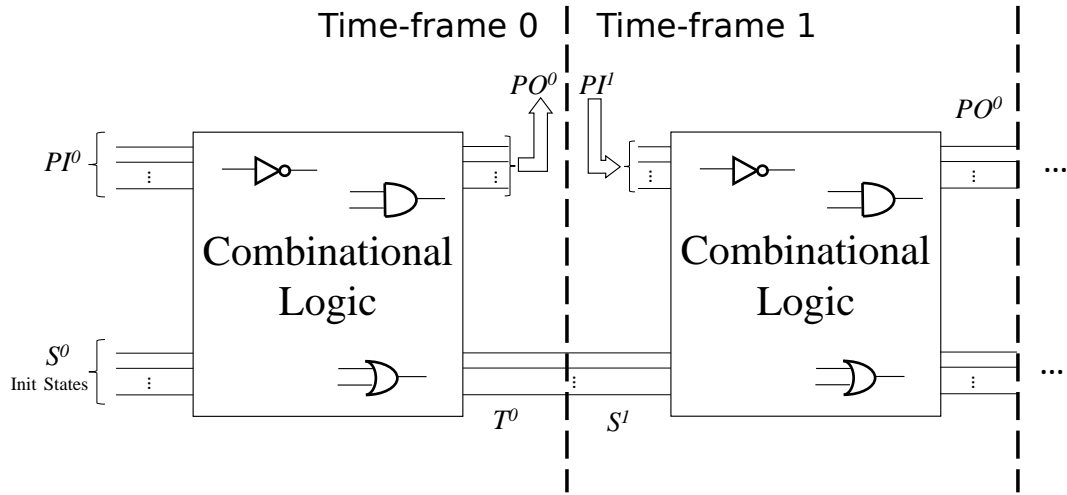 Time-frame 0
Time-frame 1
PO⁰
PI¹
PO⁰
PI⁰
...
...
...
...
...
Combinational
Logic
Combinational
Logic
S⁰
Init States
...
...
...
...
T⁰
S¹